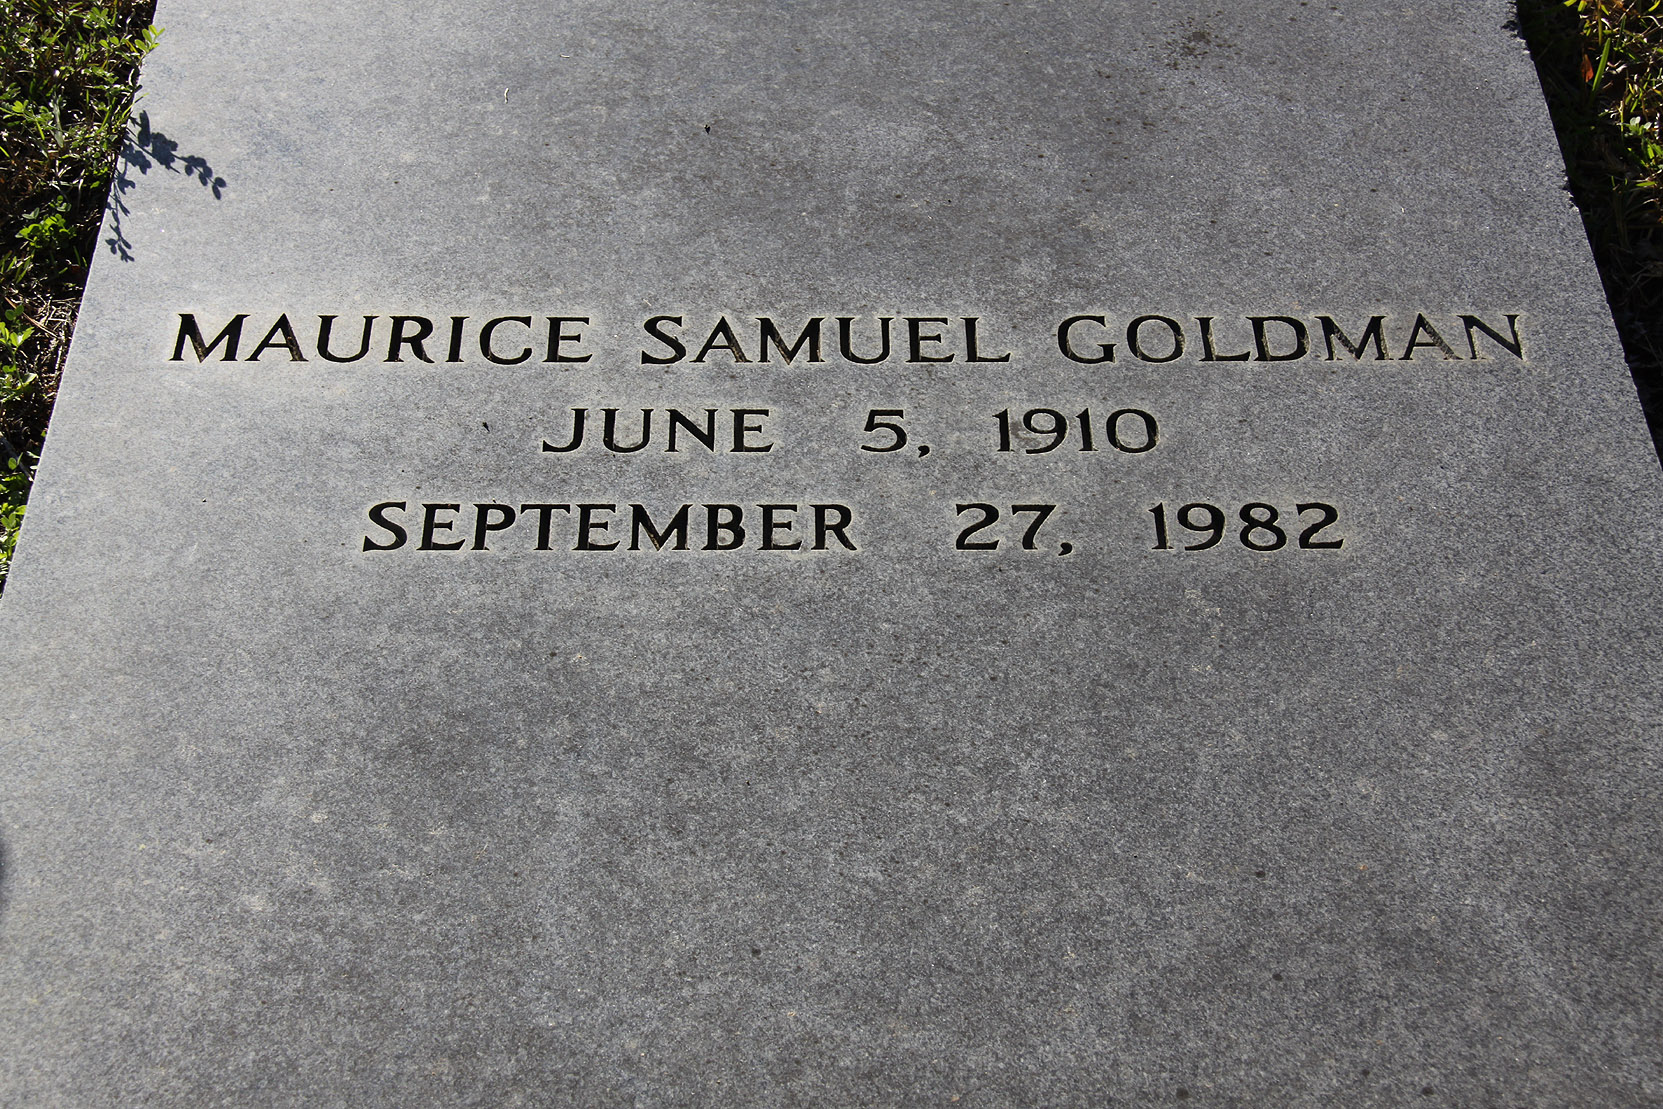 MAURICE SAMUEL GOLDMAN
JUNE 5, 1910
SEPTEMBER 27, 1982